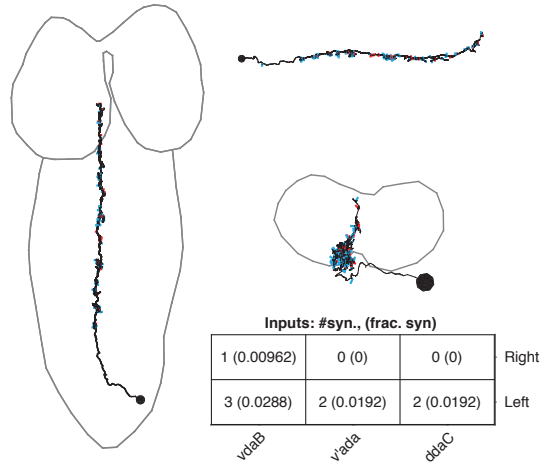 Inputs: #syn., (frac. syn)
1 (0.00962) 0 (0) 0 (0) Right
3 (0.0288) 2 (0.0192) 2 (0.0192) Left
vdaB v'ada ddaC